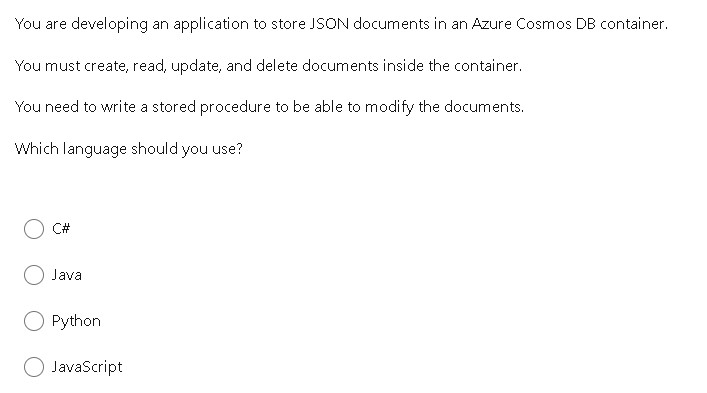 You are developing an application to store JSON documents in an Azure Cosmos DB container.
You must create, read, update, and delete documents inside the container.
You need to write a stored procedure to be able to modify the documents.
Which language should you use?
C#
Java
Python
JavaScript